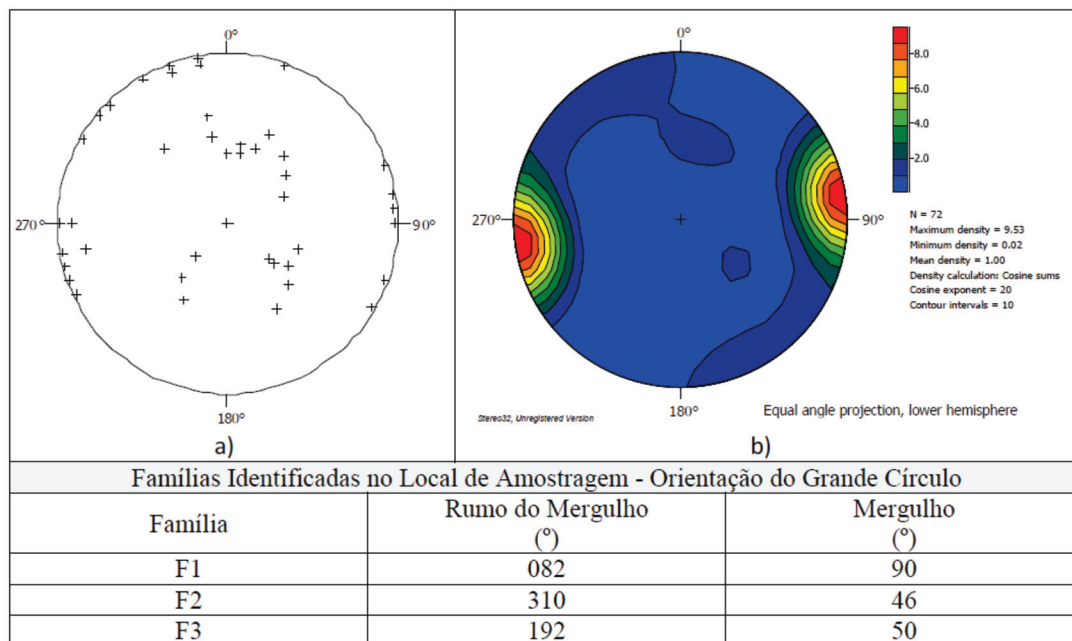 0°
270°
90°
180°
a)
0°
270°
90°
180°
b)
8.0
6.0
4.0
2.0
N = 72
Maximum density = 9.53
Minimum density = 0.02
Mean density = 1.00
Density calculation: Cosine sums
Cosine exponent = 20
Contour intervals = 10
Stereo32, Unregistered Version
Equal angle projection, lower hemisphere
Famílias Identificadas no Local de Amostragem - Orientação do Grande Círculo
Família Rumo do Mergulho (º) Mergulho (º)
F1 082 90
F2 310 46
F3 192 50